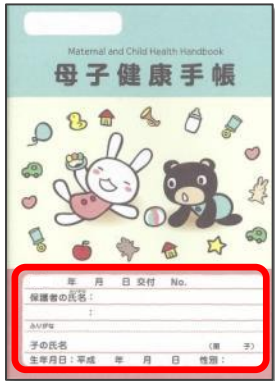 Maternal and Child Health Handbook
母子健康手帳
年 月 日 交付 No.
保護者の氏名：
：
ふりがな
子の氏名 （第 子）
生年月日：平成 年 月 日 性別：